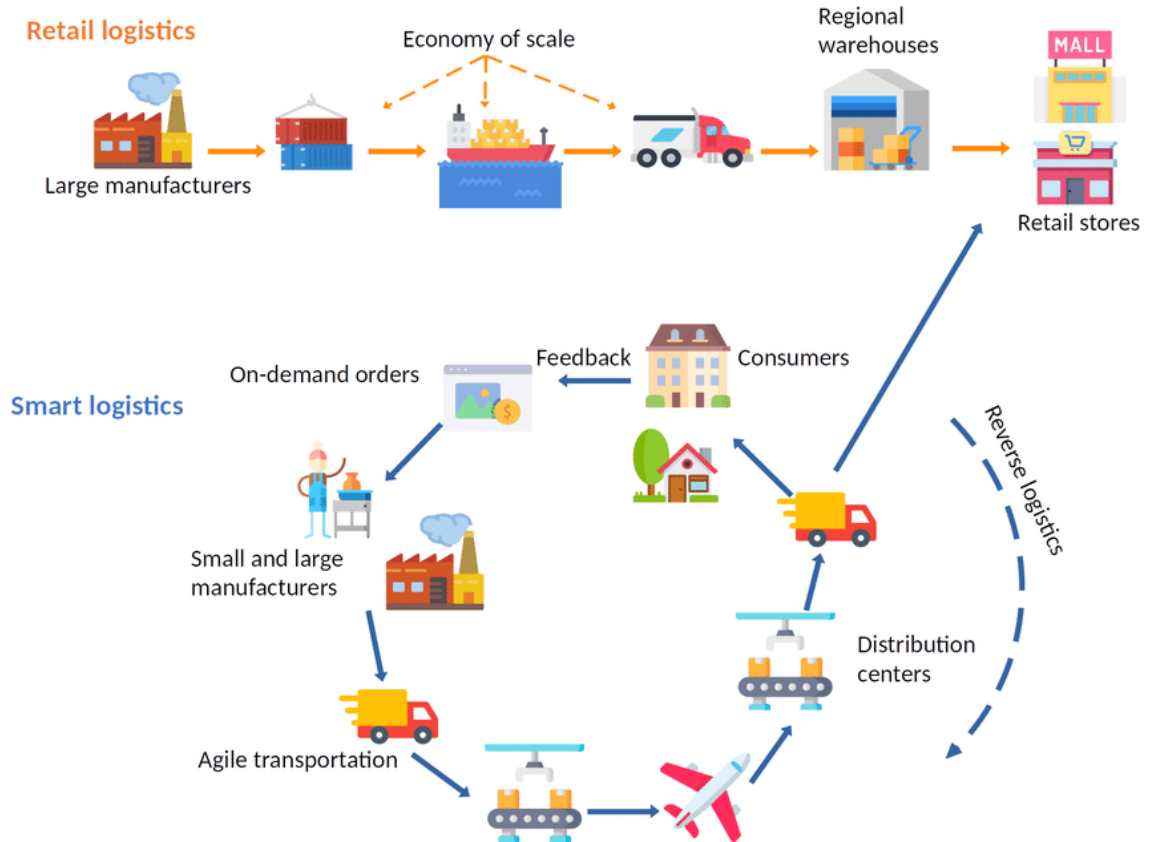 Retail logistics
Economy of scale
Regional
warehouses
MALL
Large manufacturers
Retail stores
Smart logistics
On-demand orders
Feedback
Consumers
$
Reverse logistics
Small and large
manufacturers
Distribution
centers
Agile transportation